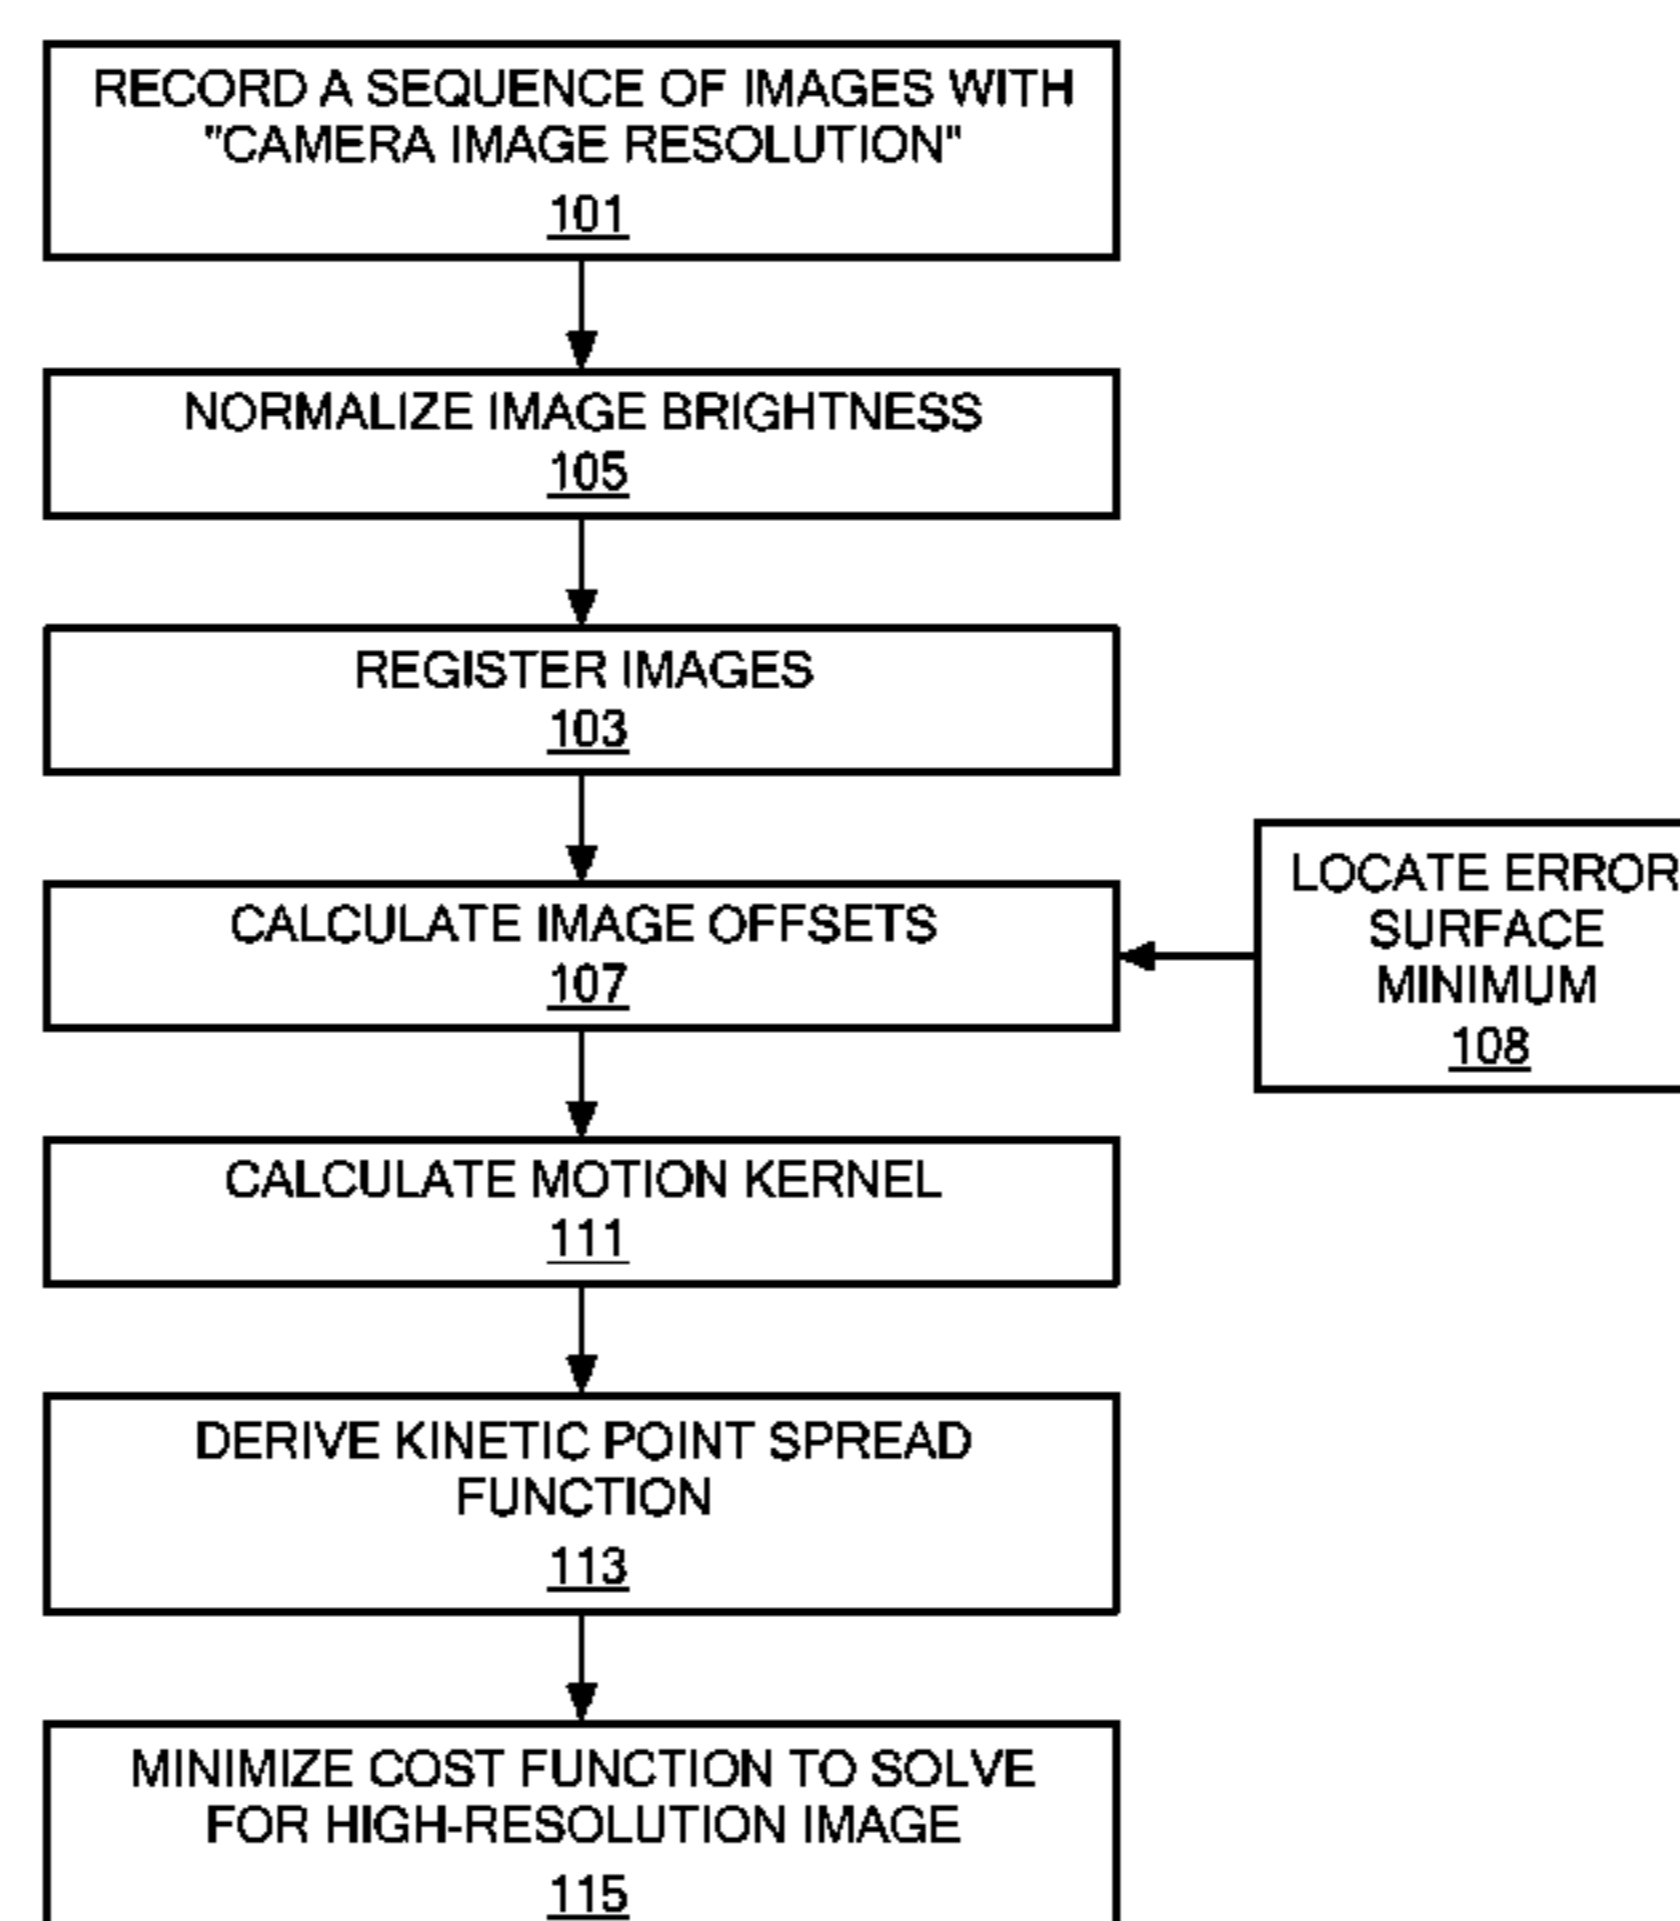 RECORD A SEQUENCE OF IMAGES WITH
"CAMERA IMAGE RESOLUTION"
101
NORMALIZE IMAGE BRIGHTNESS
105
REGISTER IMAGES
103
CALCULATE IMAGE OFFSETS
107
LOCATE ERROR
SURFACE
MINIMUM
108
CALCULATE MOTION KERNEL
111
DERIVE KINETIC POINT SPREAD
FUNCTION
113
MINIMIZE COST FUNCTION TO SOLVE
FOR HIGH-RESOLUTION IMAGE
115